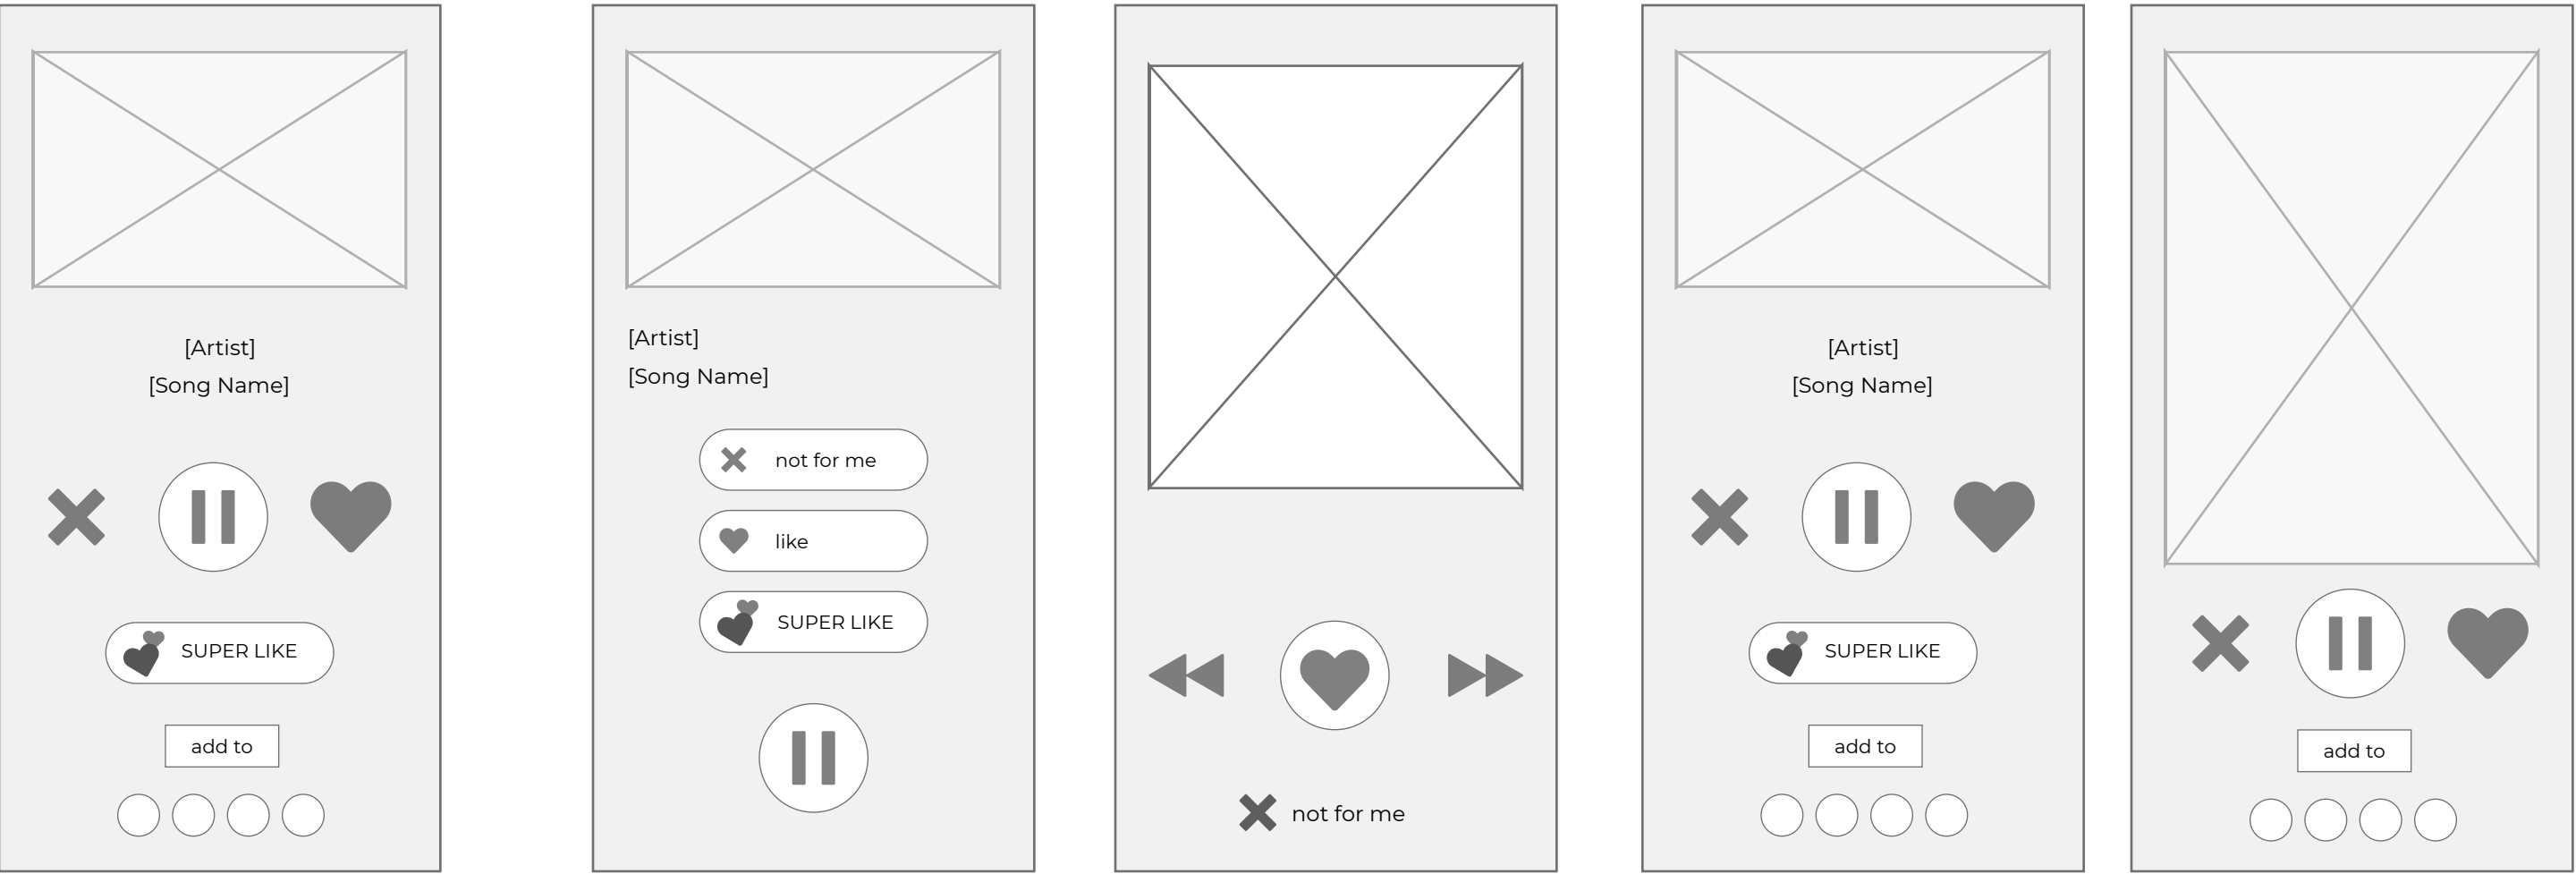 [Artist]
[Song Name]
SUPER LIKE
add to
[Artist]
[Song Name]
not for me
like
SUPER LIKE
not for me
[Artist]
[Song Name]
SUPER LIKE
add to
add to